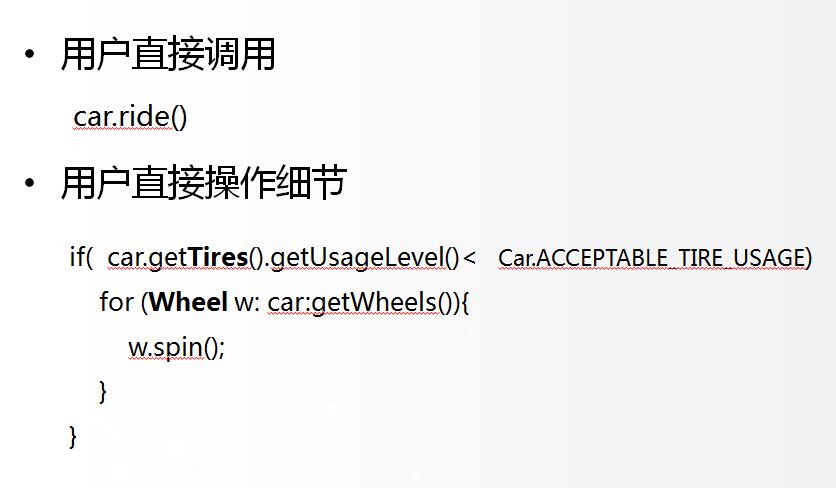 • 用户直接调用
car.ride()
• 用户直接操作细节
if( car.getTires().getUsageLevel()< Car.ACCEPTABLE_TIRE_USAGE)
for (Wheel w: car:getWheels()){
w.spin();
}
}